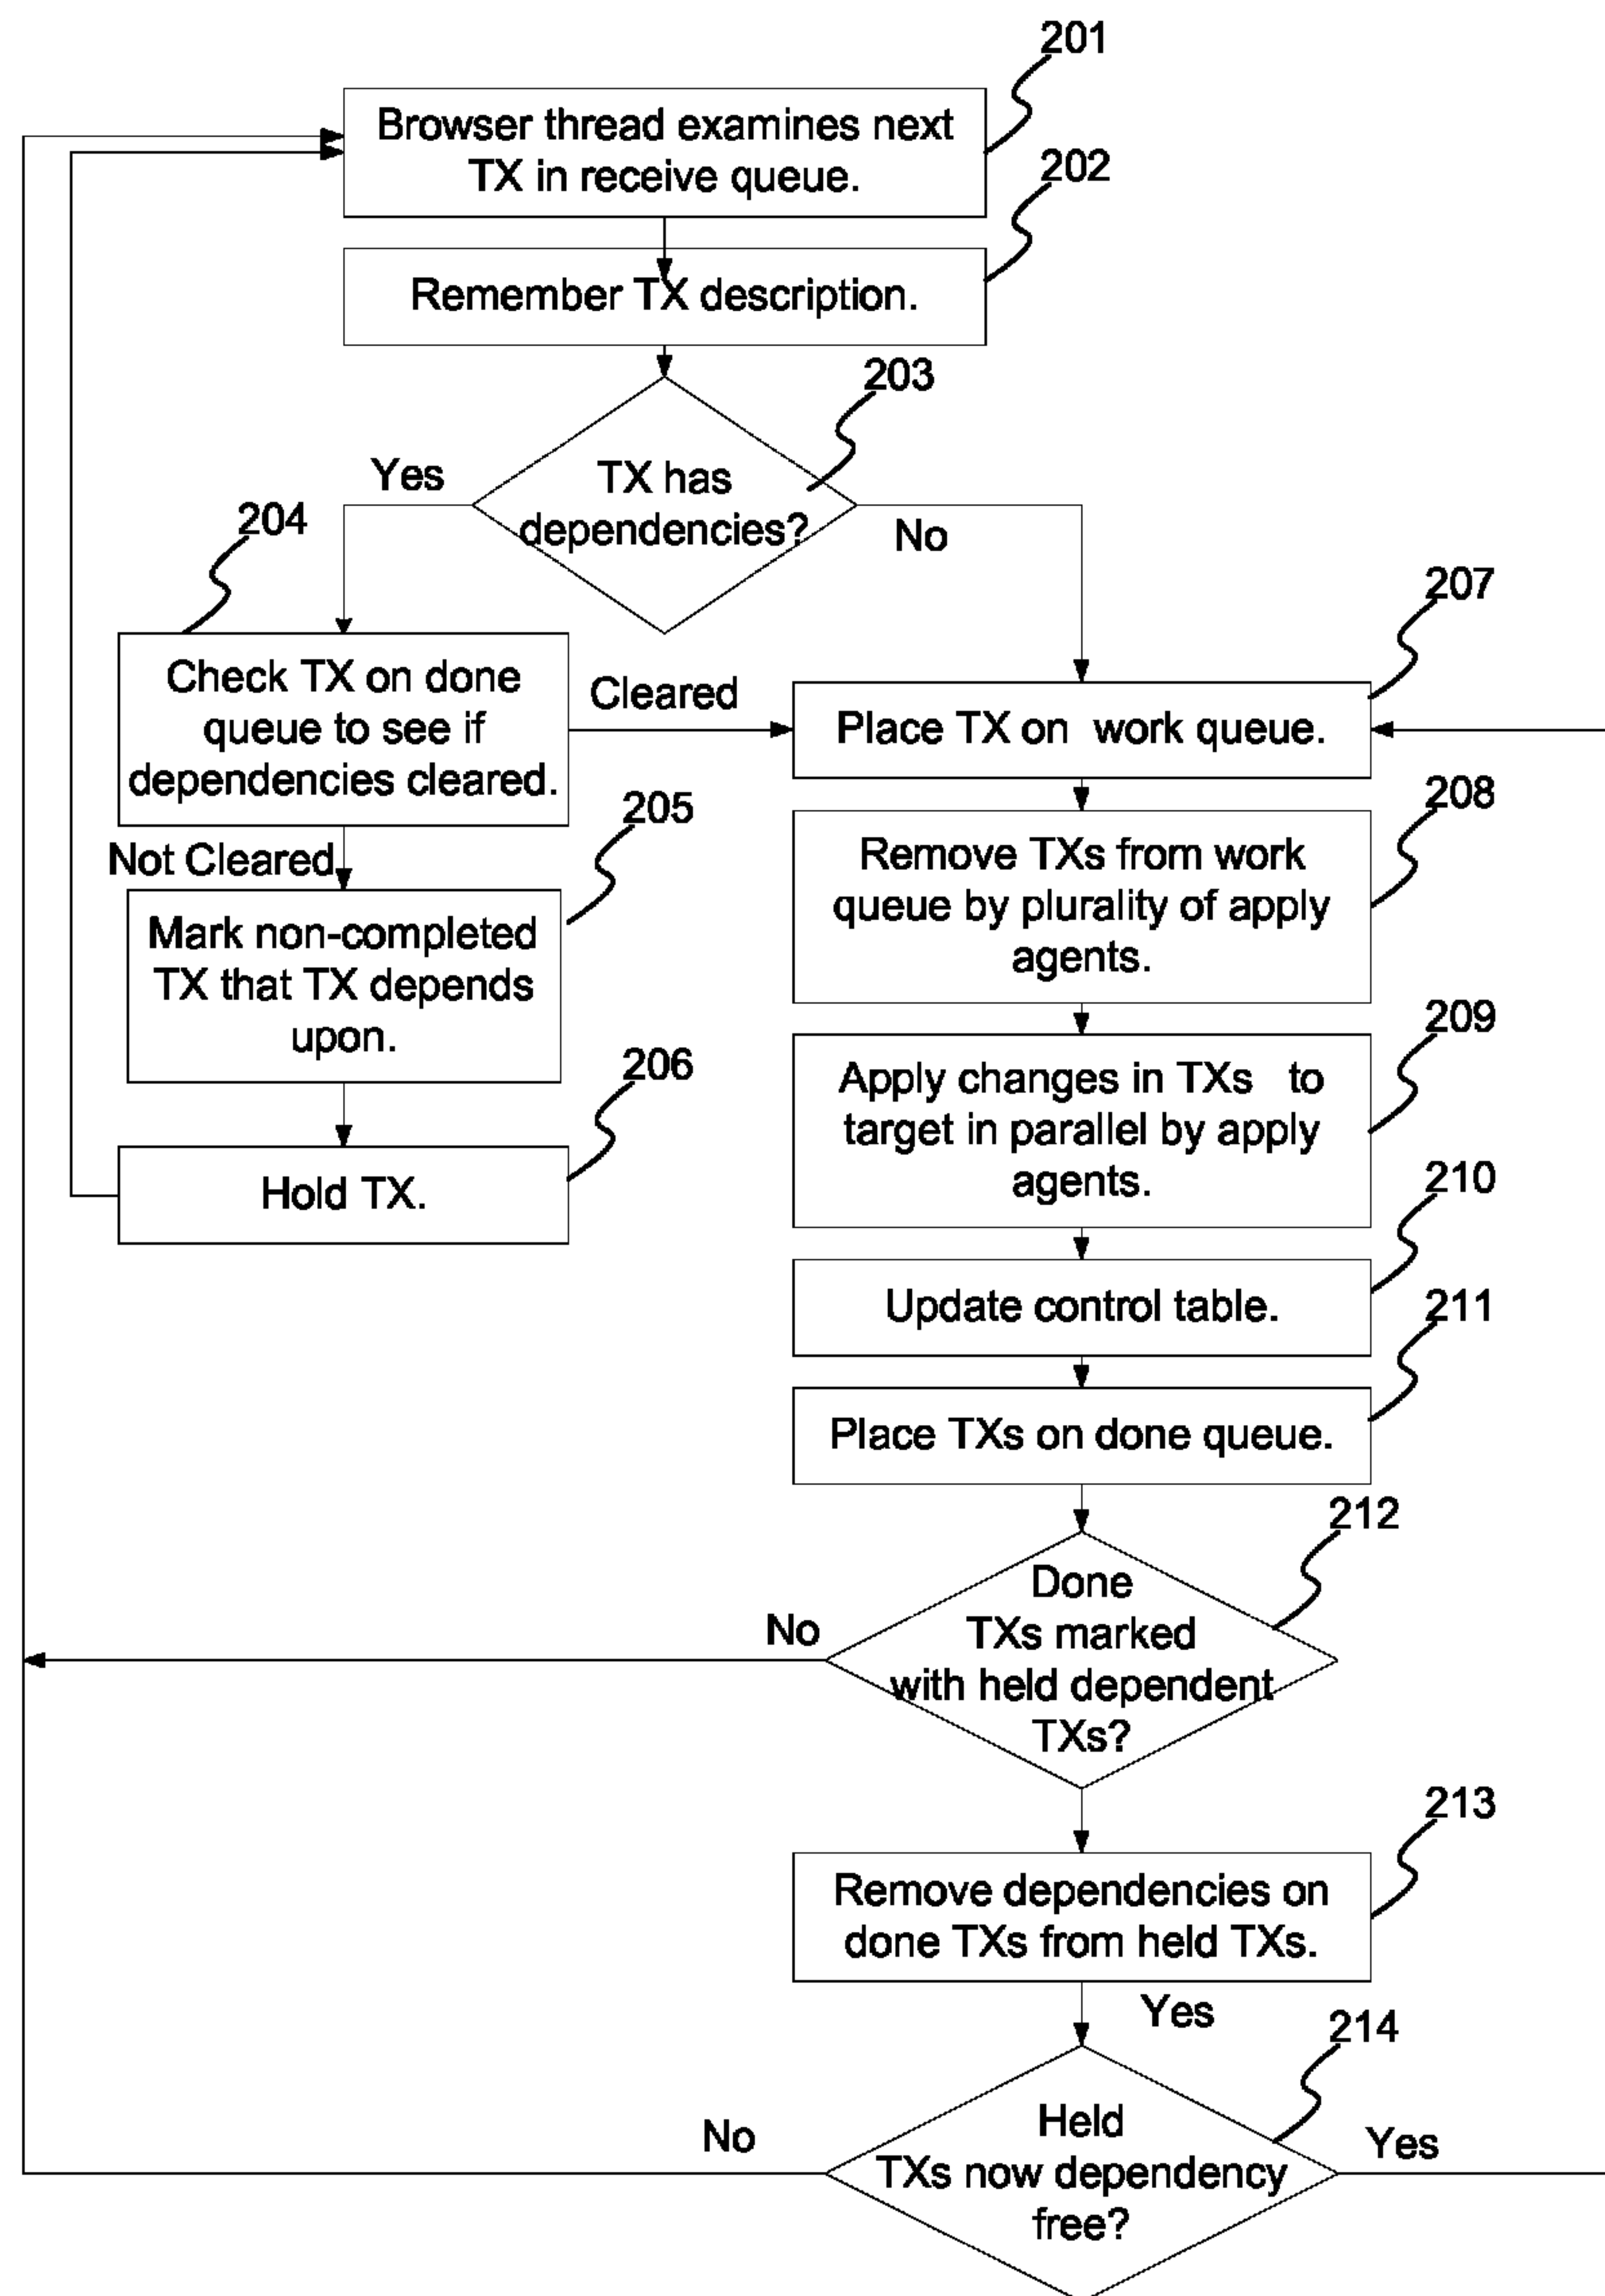 201
Browser thread examines next
TX in receive queue.
202
Remember TX description.
203
TX has
dependencies?
Yes
No
204
Check TX on done
queue to see if
dependencies cleared.
Cleared
Not Cleared
205
Mark non-completed
TX that TX depends
upon.
206
Hold TX.
207
Place TX on work queue.
208
Remove TXs from work
queue by plurality of apply
agents.
209
Apply changes in TXs to
target in parallel by apply
agents.
210
Update control table.
211
Place TXs on done queue.
212
Done
TXs marked
with held dependent
TXs?
No
213
Remove dependencies on
done TXs from held TXs.
Yes
214
Held
TXs now dependency
free?
No
Yes